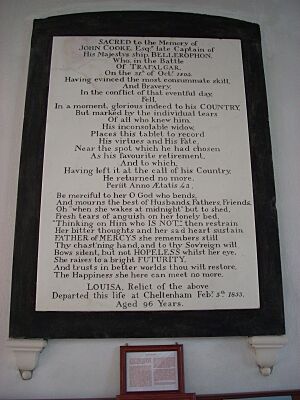 SACRED to the Memory of
JOHN COOKE, Esqr. late Captain of
His Majestys ship, BELLEROPHON,
Who, in the Battle
Of TRAFALGAR,
On the 21st. of Octr. 1805.
Having evinced the most consummate skill,
And Bravery,
In the conflict of that eventful day,
Fell,
In a moment, glorious indeed to his COUNTRY,
But marked by the individual tears
Of all who knew him.
His inconsolable widow,
Places this tablet to record
His virtues and His Fate.
Near the spot which he had chosen
As his favourite retirement,
And to which,
Having left it at the call of his Country,
He returned no more.
Periit Anno Ætatis 42,
Be merciful to her O God who bends,
And mourns the best of Husbands, Fathers, Friends,
Oh when she wakes at midnight but to shed,
Fresh tears of anguish on her lonely bed,
"Thinking on Him who IS NOT," then restrain
Her bitter thoughts and her sad heart sustain
FATHER of MERCYS she remembers still
Thy chast'ning hand, and to thy Sov'reign will
Bows silent, but not HOPELESS whilst her eye,
She raises to a bright FUTURITY,
And trusts in better worlds thou wilt restore,
The Happiness she here can meet no more.
LOUISA, Relict of the above
Departed this life at Cheltenham Febr. 5th 1853,
Aged 96 Years.